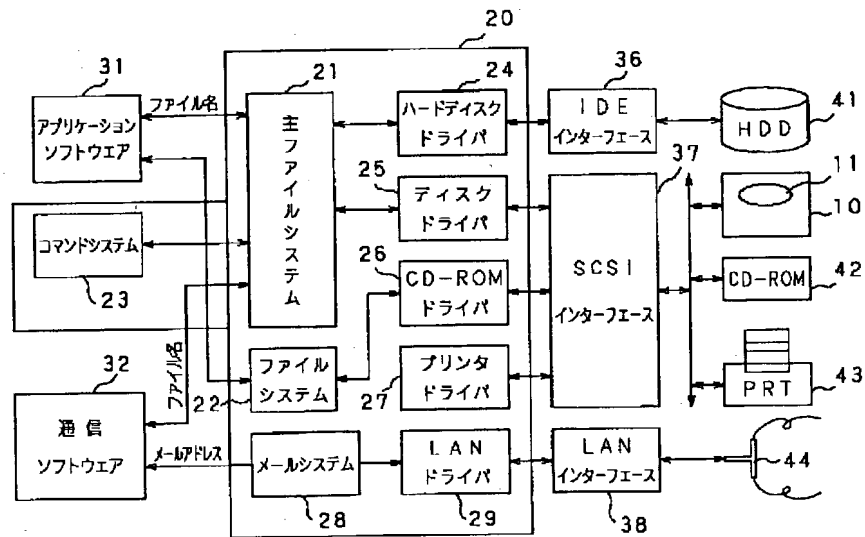 20
31
21
24
36
ファイル名
アプリケーション
ソフトウエア
主ファイルシステム
ハードディスク
ドライバ
IDE
インターフェース
HDD
41
25
37
ディスク
ドライバ
11
10
コマンドシステム
23
26
CD-ROM
ドライバ
SCSI
インターフェース
CD-ROM
42
ファイル名
32
ファイル
システム
22
プリンタ
ドライバ
27
PRT
43
通信
ソフトウエア
メールアドレス
メールシステム
28
LAN
ドライバ
29
LAN
インターフェース
38
44